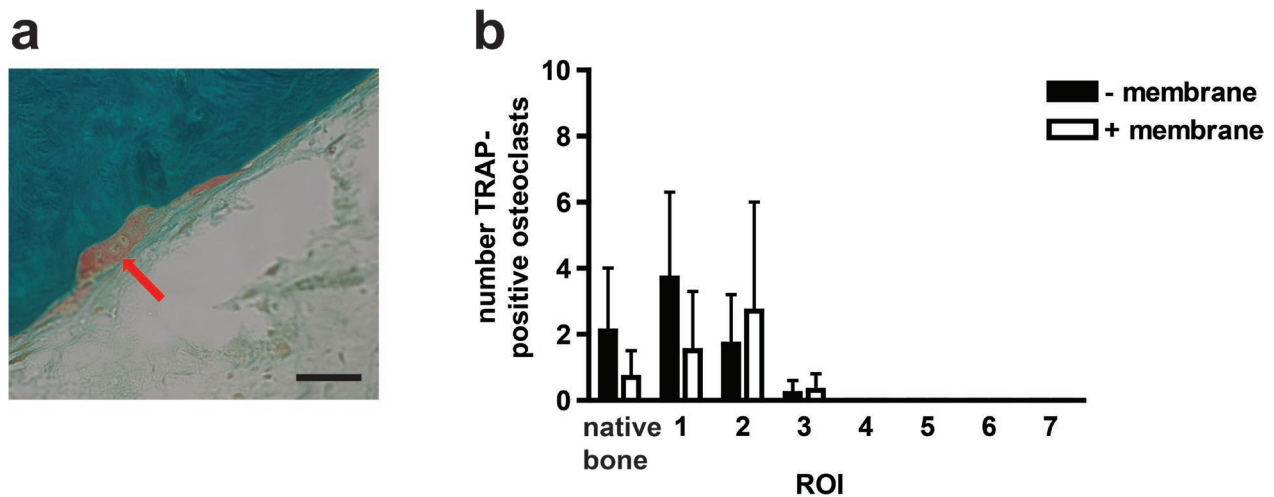 a
b
number TRAP-
positive osteoclasts
10
8
6
4
2
0
- membrane
+ membrane
native 1 2 3 4 5 6 7
bone
ROI